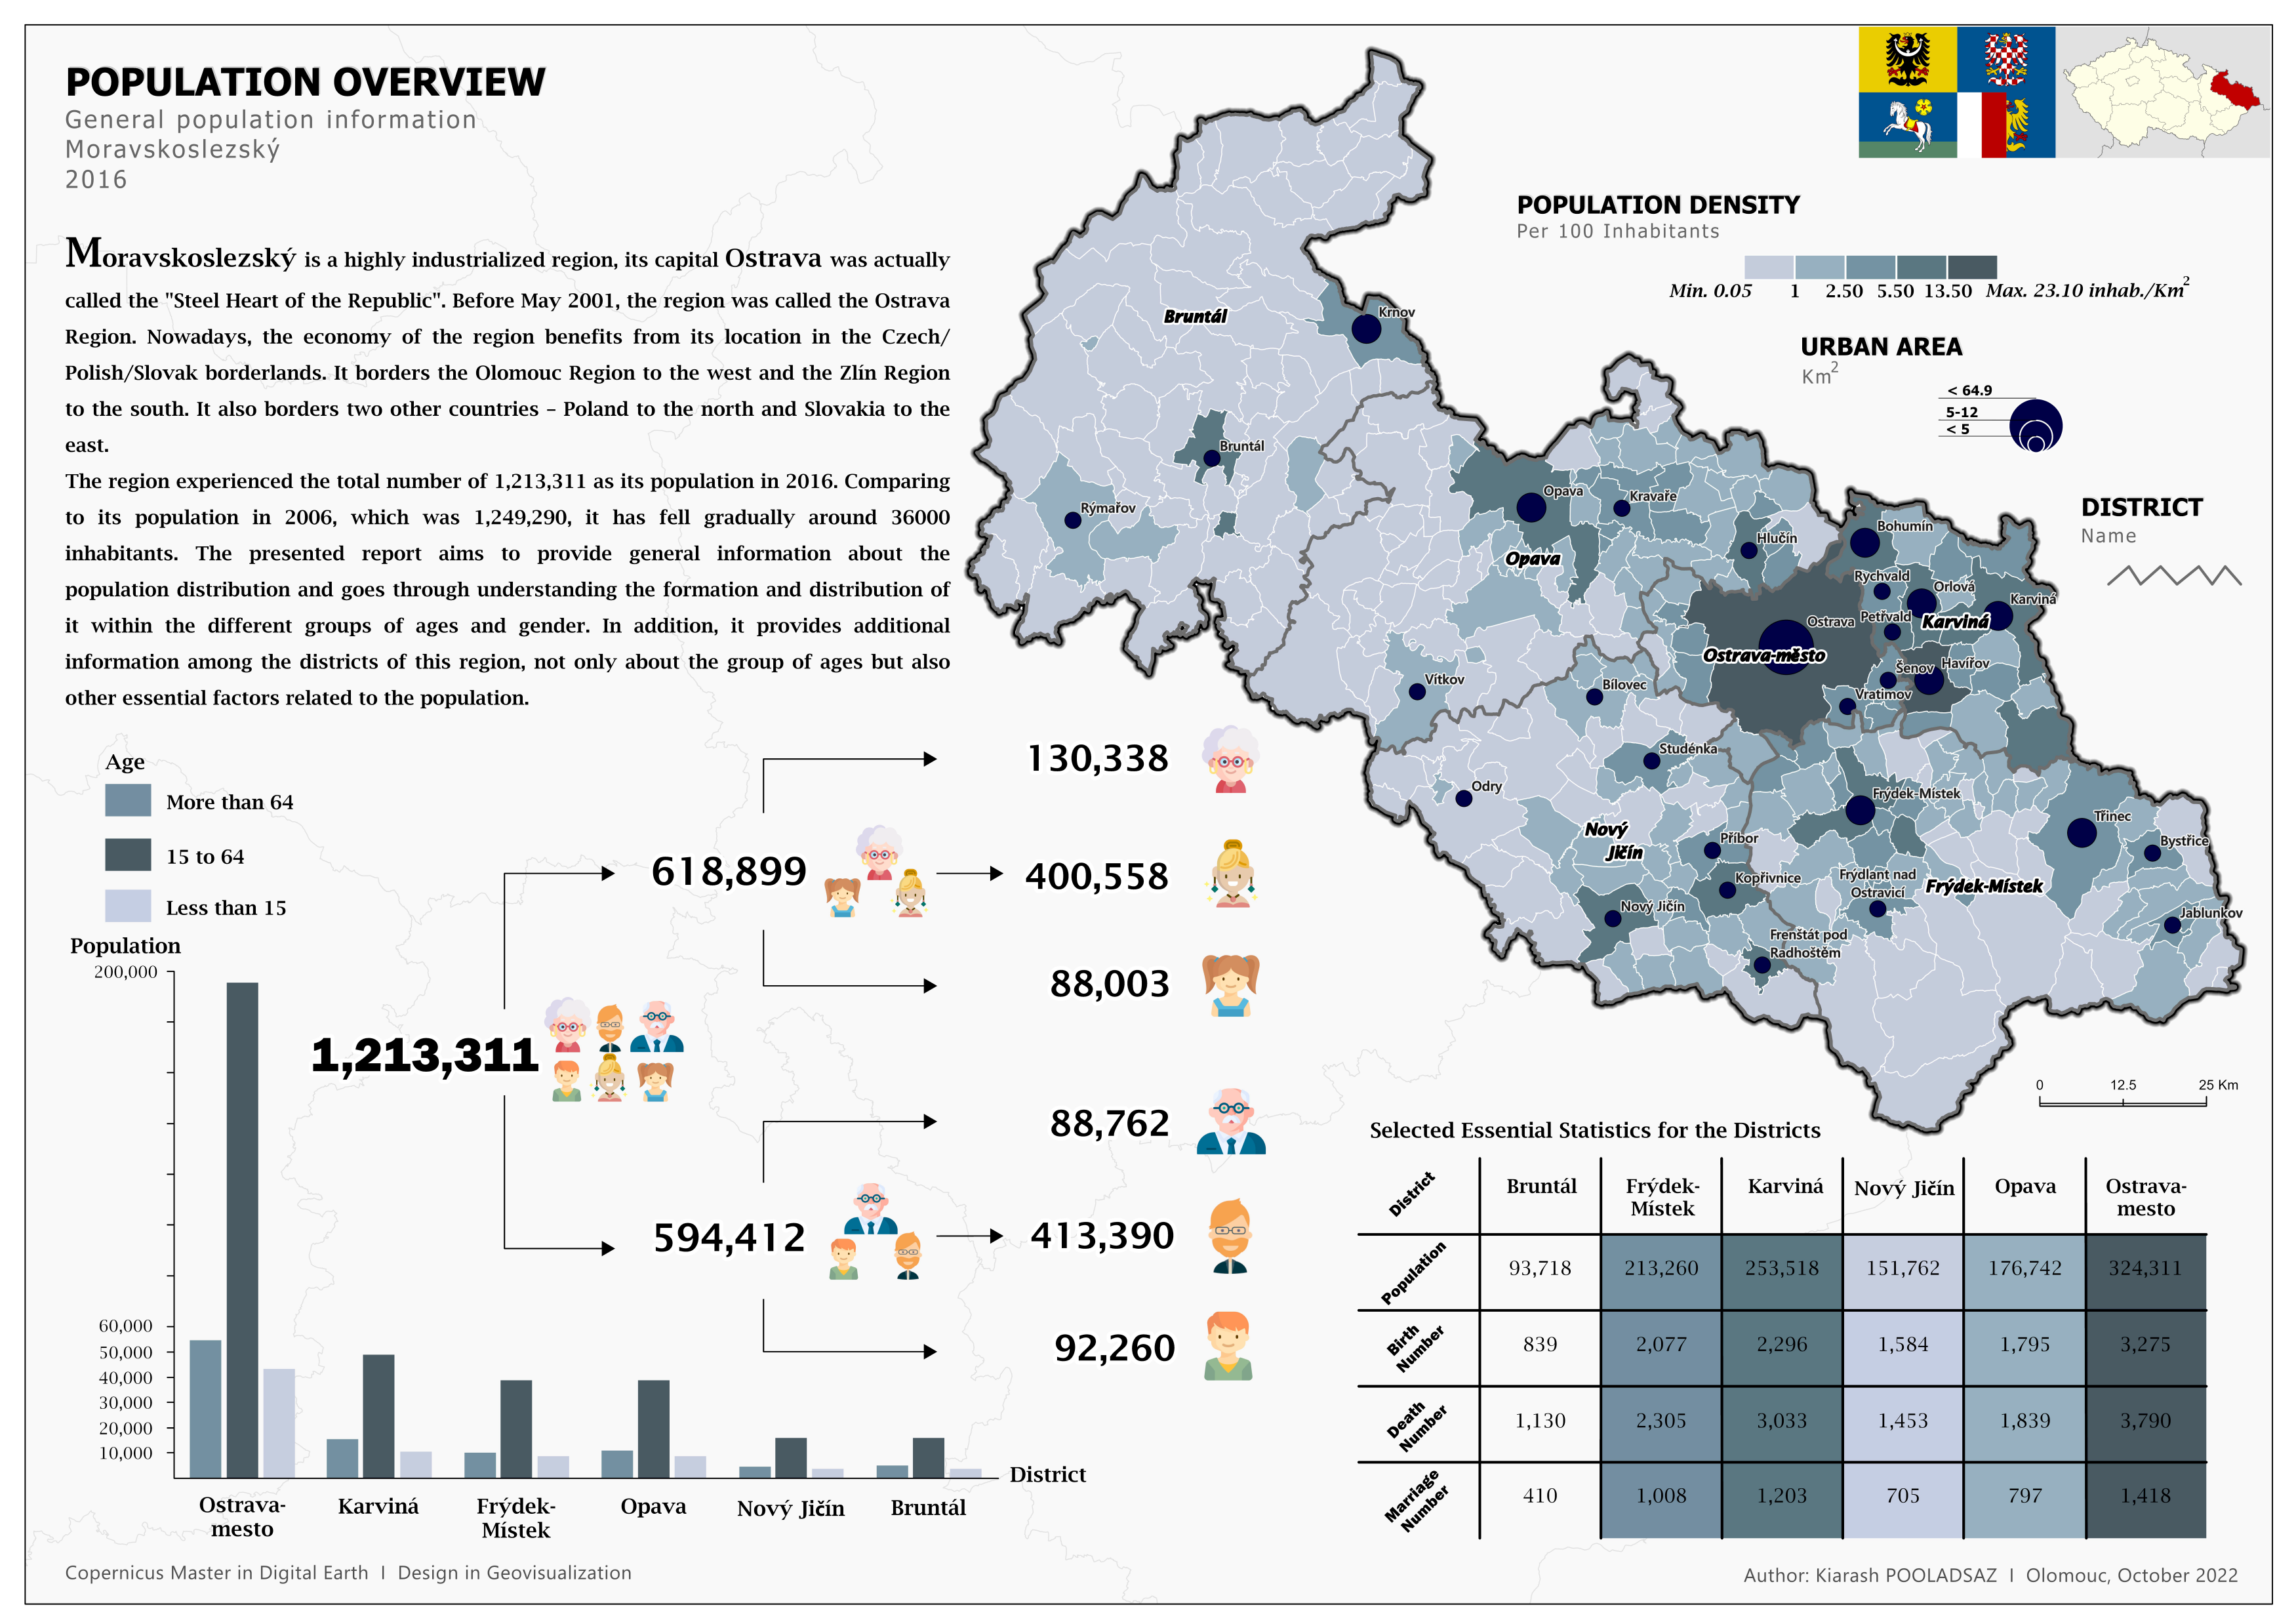 POPULATION OVERVIEW
General population information
Moravskoslezský
2016
Moravskoslezský is a highly industrialized region, its capital Ostrava was actually
called the "Steel Heart of the Republic". Before May 2001, the region was called the Ostrava
Region. Nowadays, the economy of the region benefits from its location in the Czech/
Polish/Slovak borderlands. It borders the Olomouc Region to the west and the Zlín Region
to the south. It also borders two other countries – Poland to the north and Slovakia to the
east.
The region experienced the total number of 1,213,311 as its population in 2016. Comparing
to its population in 2006, which was 1,249,290, it has fell gradually around 36000
inhabitants. The presented report aims to provide general information about the
population distribution and goes through understanding the formation and distribution of
it within the different groups of ages and gender. In addition, it provides additional
information among the districts of this region, not only about the group of ages but also
other essential factors related to the population.
POPULATION DENSITY
Per 100 Inhabitants
Min. 0.05 1 2.50 5.50 13.50 Max. 23.10 inhab./Km2
URBAN AREA
Km2
< 64.9
5-12
< 5
DISTRICT
Name
Bruntál
Krnov
Bruntál
Rýmařov
Opava
Kravaře
Opava
Hlučín
Bohumín
Rychvald
Orlová
Karviná
Petřvald
Karviná
Ostrava
Ostrava-město
Šenov
Havířov
Vratimov
Vítkov
Bílovec
Studénka
Odry
Frýdek-Místek
Třinec
Bystřice
Nový
Jičín
Příbor
Kopřivnice
Frýdlant nad
Ostravicí
Frýdek-Místek
Nový Jičín
Jablunkov
Frenštát pod
Radhoštěm
0 12.5 25 Km
Age
More than 64
15 to 64
Less than 15
Population
200,000
60,000
50,000
40,000
30,000
20,000
10,000
District
Ostrava-
mesto
Karviná
Frýdek-
Místek
Opava
Nový Jičín
Bruntál
1,213,311
618,899
594,412
130,338
400,558
88,003
88,762
413,390
92,260
Selected Essential Statistics for the Districts
District Bruntál Frýdek-
Místek Karviná Nový Jičín Opava Ostrava-
mesto
Population 93,718 213,260 253,518 151,762 176,742 324,311
Birth
Number 839 2,077 2,296 1,584 1,795 3,275
Death
Number 1,130 2,305 3,033 1,453 1,839 3,790
Marriage
Number 410 1,008 1,203 705 797 1,418
Copernicus Master in Digital Earth I Design in Geovisualization
Author: Kiarash POOLADSAZ I Olomouc, October 2022